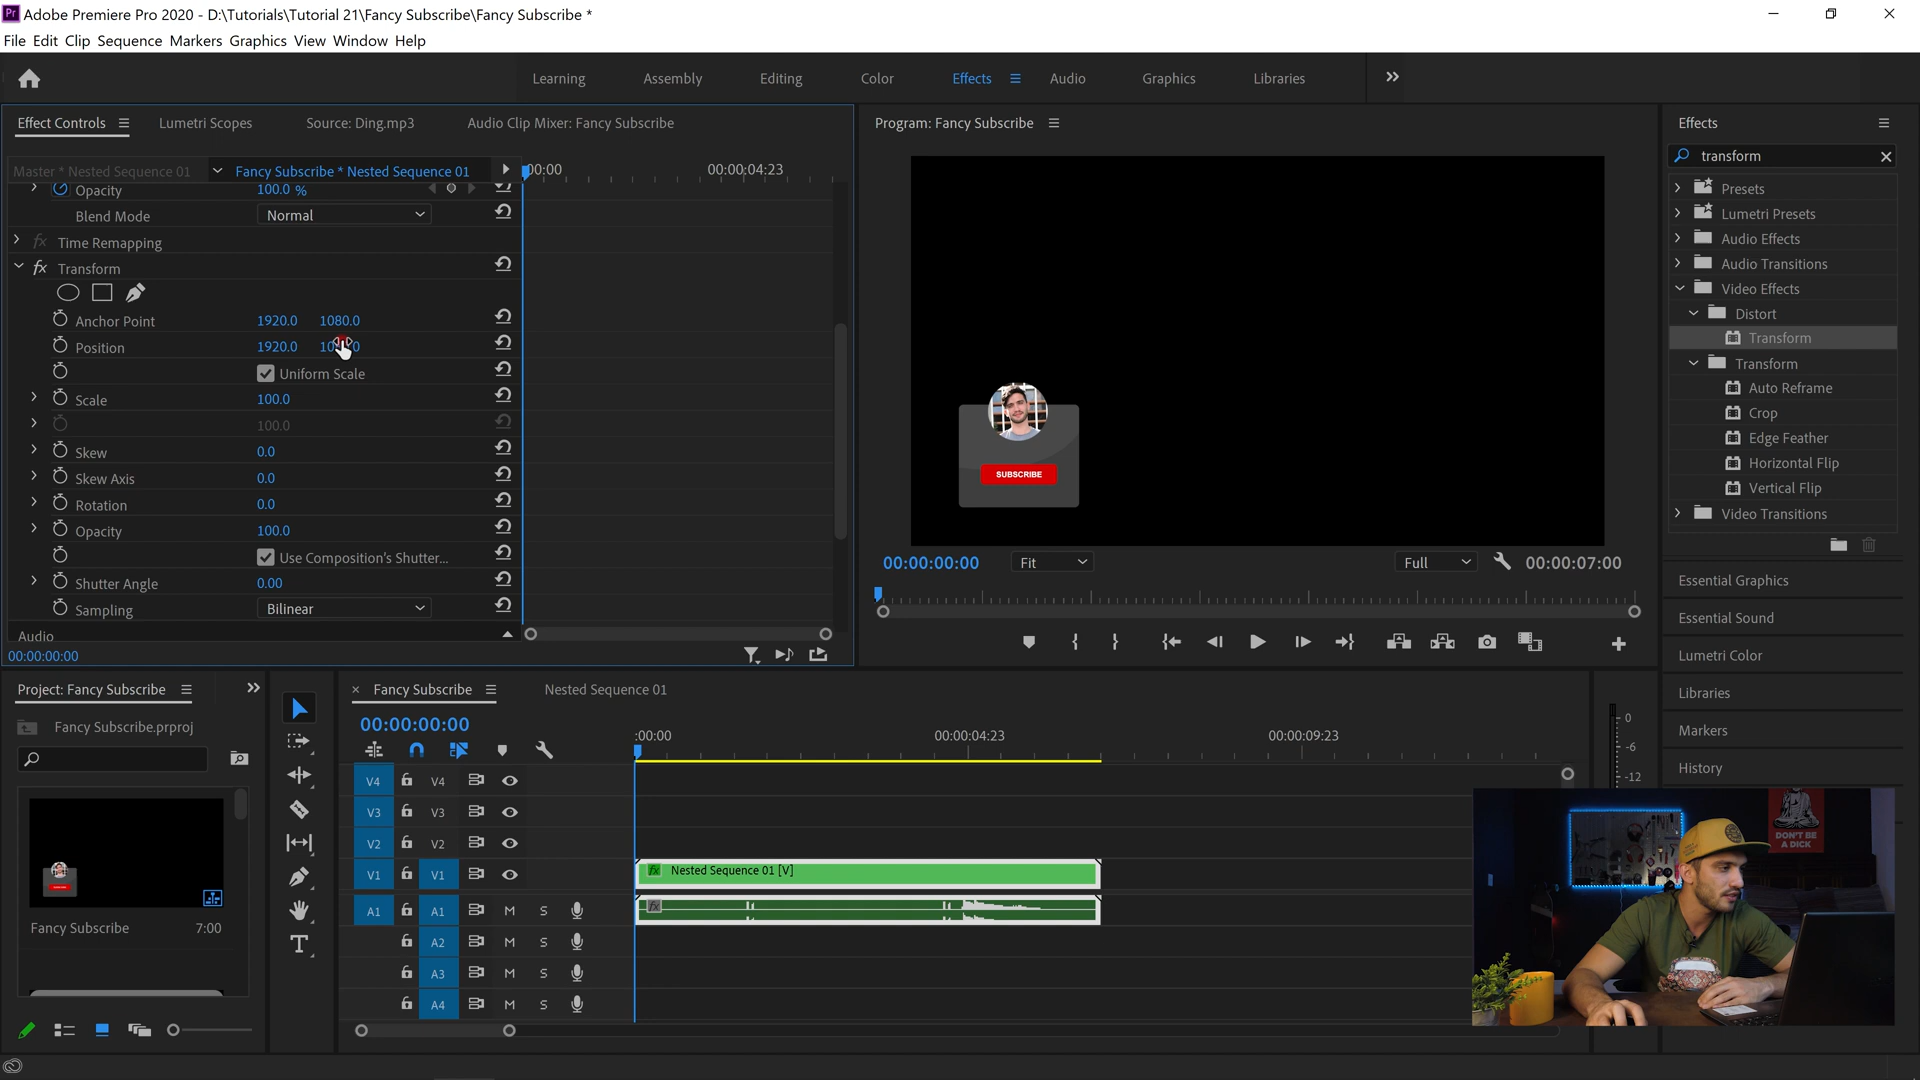 Pr Adobe Premiere Pro 2020 - D:\Tutorials\Tutorial 21\Fancy Subscribe\Fancy Subscribe *
File Edit Clip Sequence Markers Graphics View Window Help
Learning Assembly Editing Color Effects Audio Graphics Libraries
Effect Controls Lumetri Scopes Source: Ding.mp3 Audio Clip Mixer: Fancy Subscribe
Master * Nested Sequence 01 Fancy Subscribe * Nested Sequence 01
:00:00 00:00:04:23
Opacity 100.0 %
Blend Mode Normal
fx Time Remapping
fx Transform
Anchor Point 1920.0 1080.0
Position 1920.0
Uniform Scale
Scale 100.0
100.0
Skew 0.0
Skew Axis 0.0
Rotation 0.0
Opacity 100.0
Use Composition's Shutter...
Shutter Angle 0.00
Sampling Bilinear
Audio
00:00:00:00
Program: Fancy Subscribe
SUBSCRIBE
00:00:00:00 Fit Full 00:00:07:00
Effects
transform
Presets
Lumetri Presets
Audio Effects
Audio Transitions
Video Effects
Distort
Transform
Transform
Auto Reframe
Crop
Edge Feather
Horizontal Flip
Vertical Flip
Video Transitions
Essential Graphics
Essential Sound
Lumetri Color
Libraries
Markers
History
Project: Fancy Subscribe
Fancy Subscribe.prproj
Fancy Subscribe 7:00
× Fancy Subscribe Nested Sequence 01
00:00:00:00
:00:00 00:00:04:23 00:00:09:23
V4 V4
V3 V3
V2 V2
V1 V1 fx Nested Sequence 01 [V]
A1 A1 M S fx
A2 M S
A3 M S
A4 M S
0
-6
-12
DON'T BE
A DICK